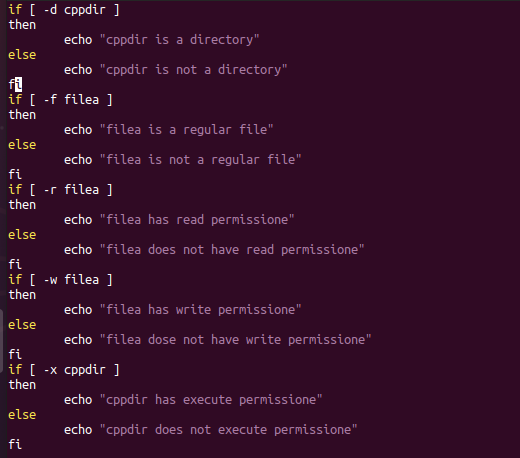 if [ -d cppdir ]
then
        echo "cppdir is a directory"
else
        echo "cppdir is not a directory"
fi
if [ -f filea ]
then
        echo "filea is a regular file"
else
        echo "filea is not a regular file"
fi
if [ -r filea ]
then
        echo "filea has read permissione"
else
        echo "filea does not have read permissione"
fi
if [ -w filea ]
then
        echo "filea has write permissione"
else
        echo "filea dose not have write permissione"
fi
if [ -x cppdir ]
then
        echo "cppdir has execute permissione"
else
        echo "cppdir does not execute permissione"
fi